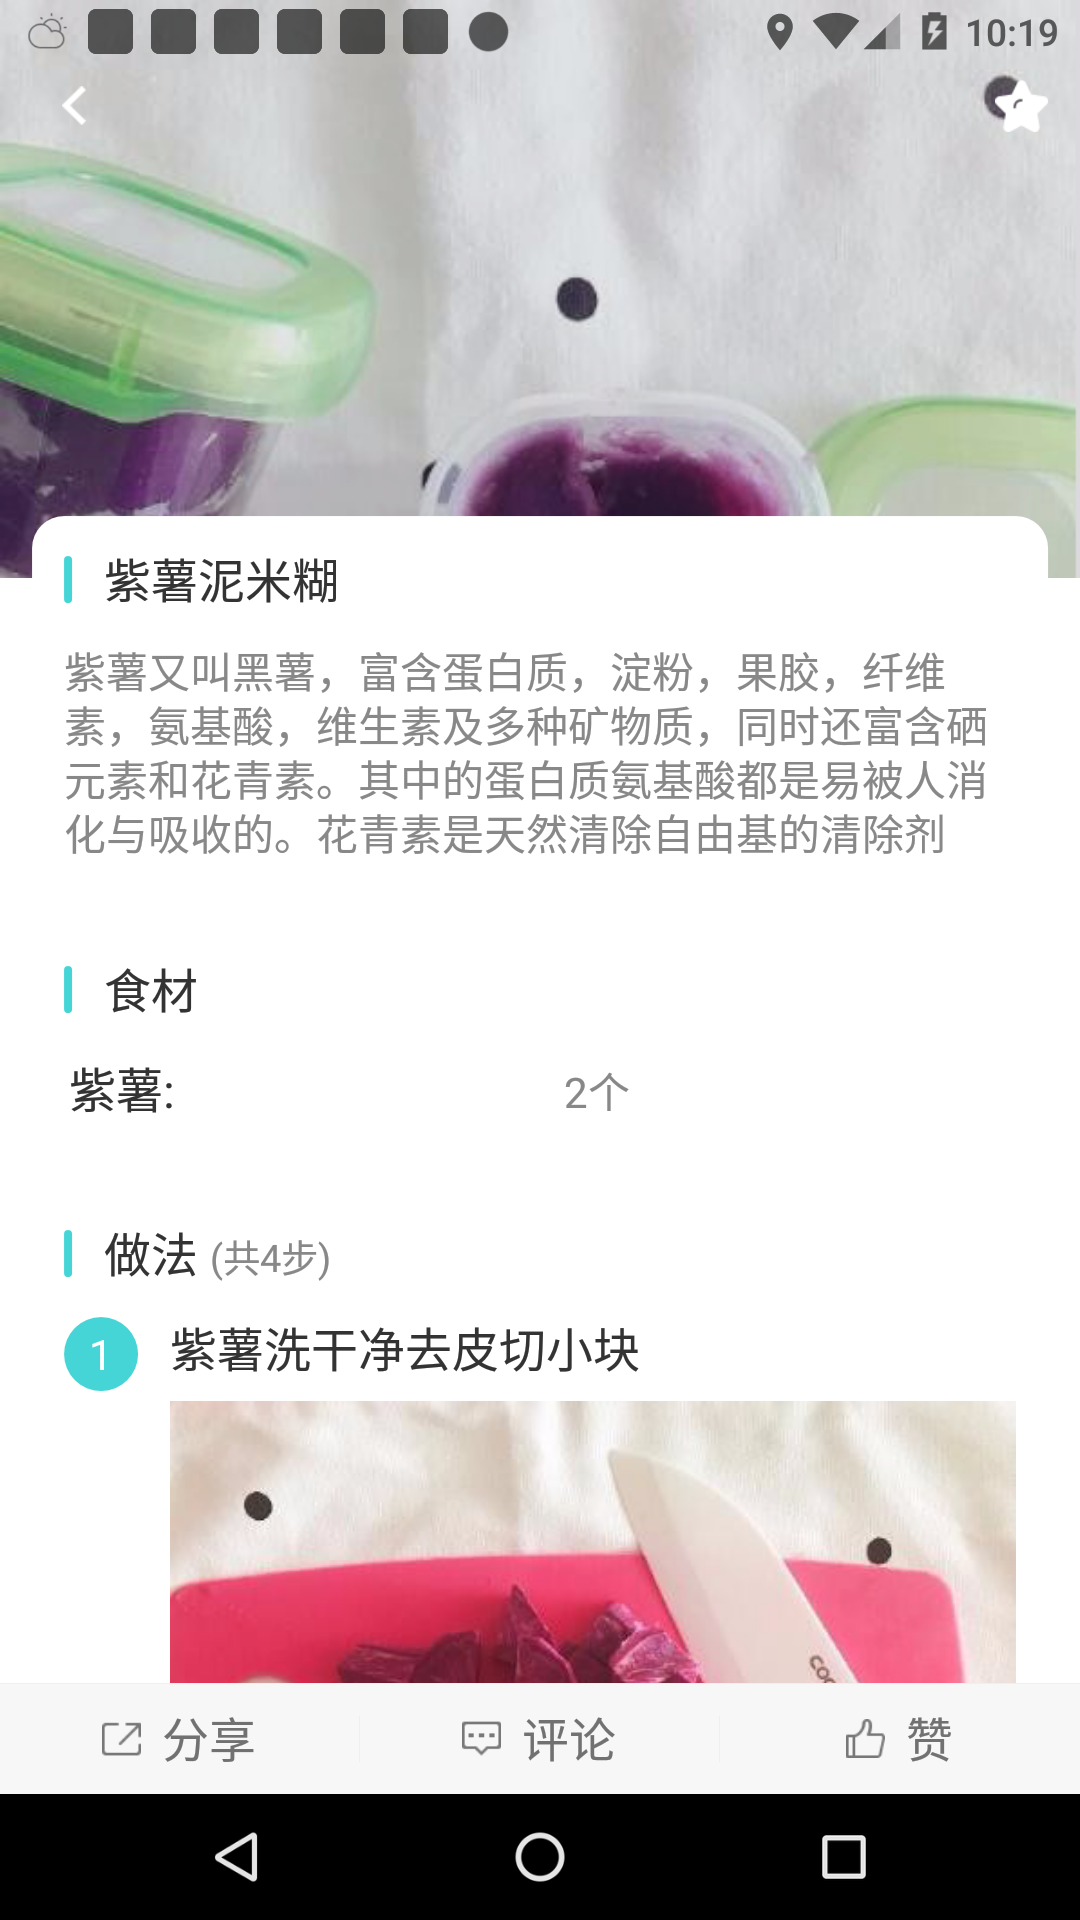 10:19
紫薯泥米糊
紫薯又叫黑薯，富含蛋白质，淀粉，果胶，纤维
素，氨基酸，维生素及多种矿物质，同时还富含硒
元素和花青素。其中的蛋白质氨基酸都是易被人消
化与吸收的。花青素是天然清除自由基的清除剂
食材
紫薯: 2个
做法 (共4步)
1 紫薯洗干净去皮切小块
分享 评论 赞